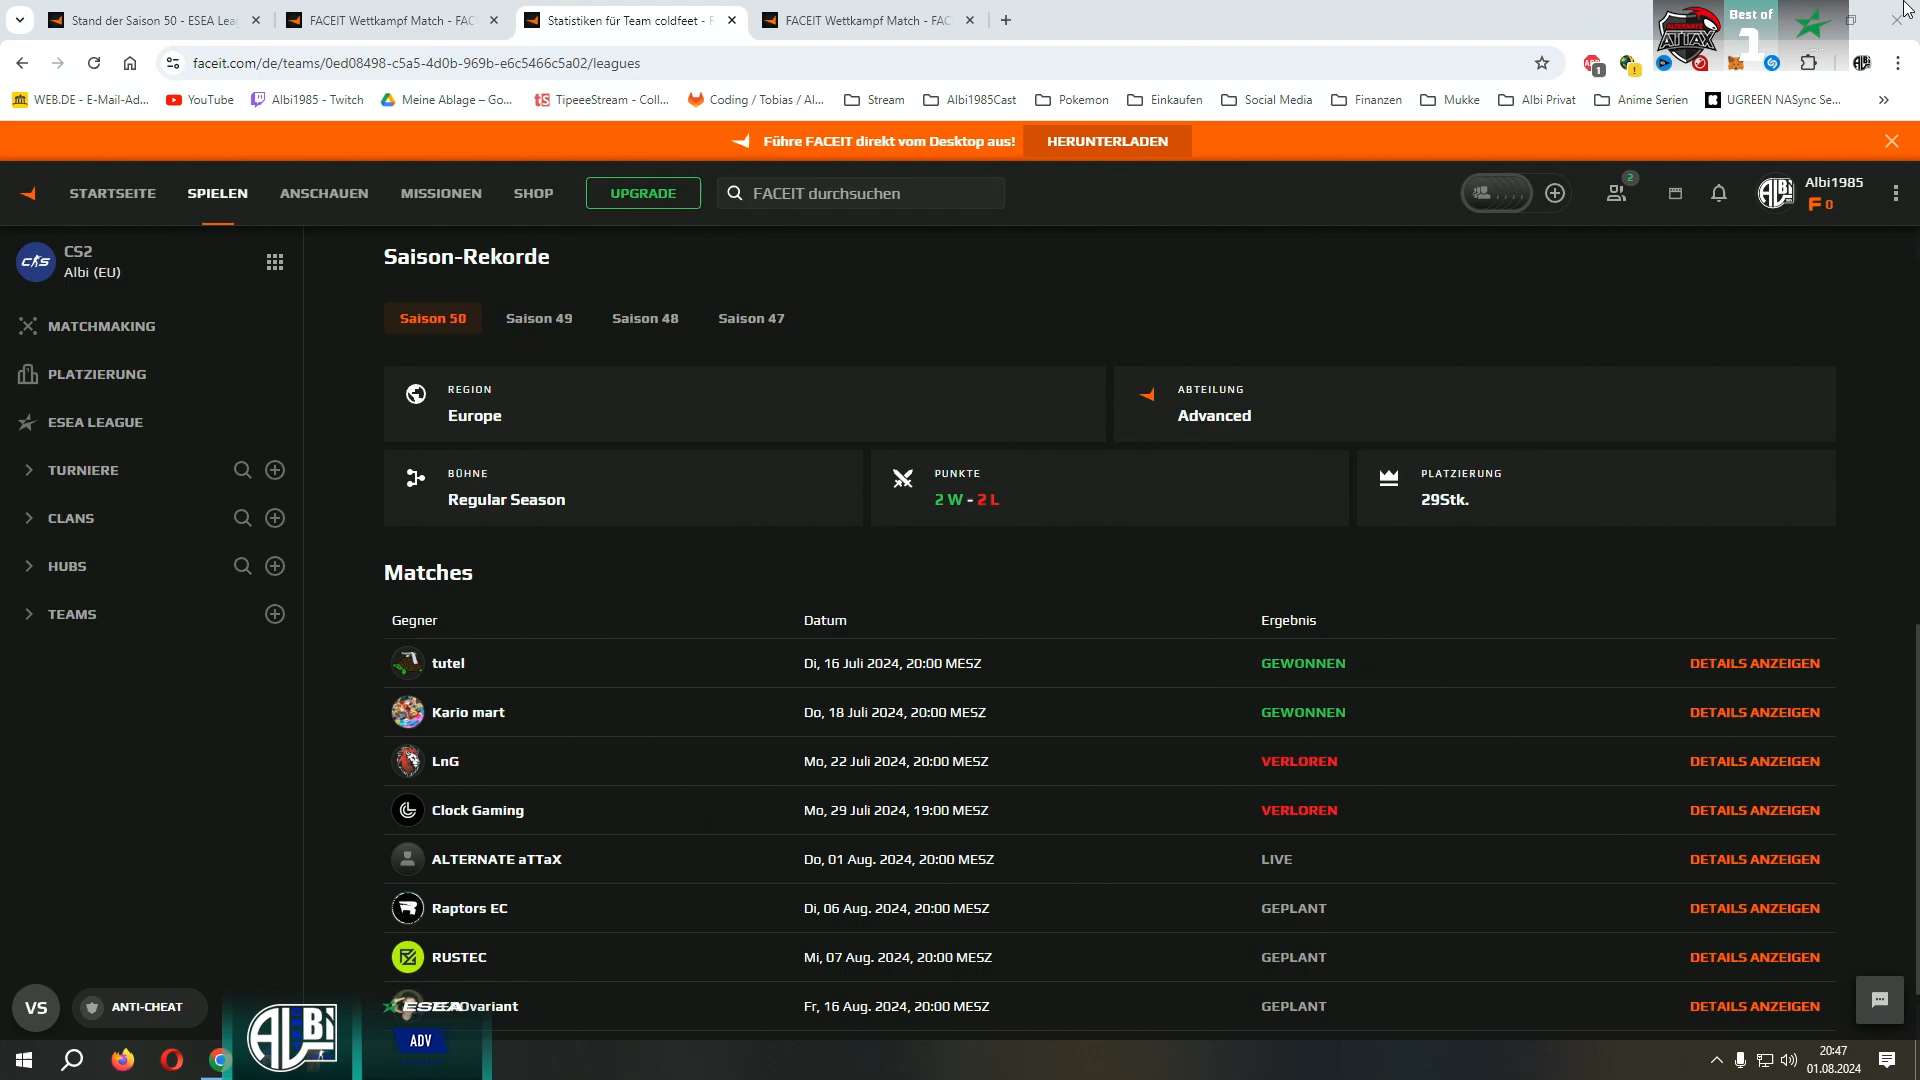 Stand der Saison 50 - ESEA Lea
FACEIT Wettkampf Match - FAC
Statistiken für Team coldfeet - F
FACEIT Wettkampf Match - FAC
ALTERNATE
ATTAX
Best of
1
faceit.com/de/teams/0ed08498-c5a5-4d0b-969b-e6c5466c5a02/leagues
WEB.DE - E-Mail-Ad...
YouTube
Albi1985 - Twitch
Meine Ablage – Go...
TipeeeStream - Coll...
Coding / Tobias / Al...
Stream
Albi1985Cast
Pokemon
Einkaufen
Social Media
Finanzen
Mukke
Albi Privat
Anime Serien
UGREEN NASync Se...
Führe FACEIT direkt vom Desktop aus!
HERUNTERLADEN
STARTSEITE
SPIELEN
ANSCHAUEN
MISSIONEN
SHOP
UPGRADE
FACEIT durchsuchen
2
Albi1985
0
CS2
Albi (EU)
MATCHMAKING
PLATZIERUNG
ESEA LEAGUE
TURNIERE
CLANS
HUBS
TEAMS
Saison-Rekorde
Saison 50
Saison 49
Saison 48
Saison 47
REGION
Europe
ABTEILUNG
Advanced
BÜHNE
Regular Season
PUNKTE
2 W - 2 L
PLATZIERUNG
29Stk.
Matches
Gegner Datum Ergebnis
tutel Di, 16 Juli 2024, 20:00 MESZ GEWONNEN DETAILS ANZEIGEN
Kario mart Do, 18 Juli 2024, 20:00 MESZ GEWONNEN DETAILS ANZEIGEN
LnG Mo, 22 Juli 2024, 20:00 MESZ VERLOREN DETAILS ANZEIGEN
Clock Gaming Mo, 29 Juli 2024, 19:00 MESZ VERLOREN DETAILS ANZEIGEN
ALTERNATE aTTaX Do, 01 Aug. 2024, 20:00 MESZ LIVE DETAILS ANZEIGEN
Raptors EC Di, 06 Aug. 2024, 20:00 MESZ GEPLANT DETAILS ANZEIGEN
RUSTEC Mi, 07 Aug. 2024, 20:00 MESZ GEPLANT DETAILS ANZEIGEN
Fr, 16 Aug. 2024, 20:00 MESZ GEPLANT DETAILS ANZEIGEN
VS
ANTI-CHEAT
ALBi
ESEA
ADV
20:47
01.08.2024